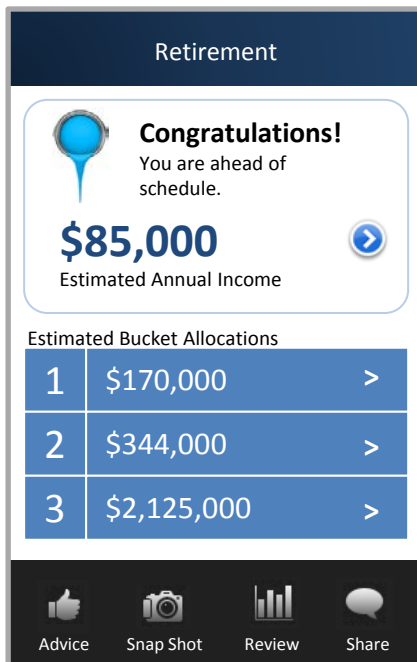 Retirement
Congratulations!
You are ahead of
schedule.
$85,000
Estimated Annual Income
Estimated Bucket Allocations
1 $170,000 >
2 $344,000 >
3 $2,125,000 >
Advice Snap Shot Review Share